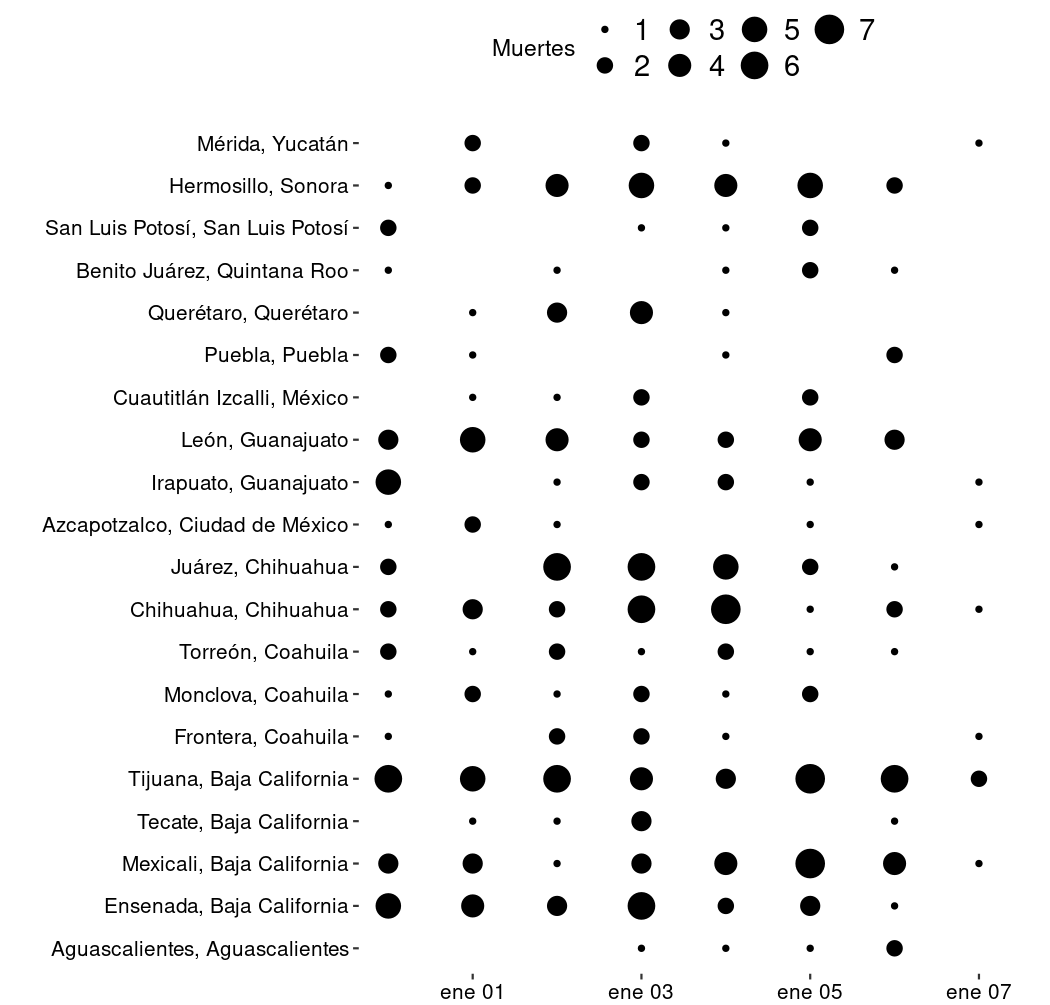 Muertes 1 3 5 7
2 4 6
Mérida, Yucatán
Hermosillo, Sonora
San Luis Potosí, San Luis Potosí
Benito Juárez, Quintana Roo
Querétaro, Querétaro
Puebla, Puebla
Cuautitlán Izcalli, México
León, Guanajuato
Irapuato, Guanajuato
Azcapotzalco, Ciudad de México
Juárez, Chihuahua
Chihuahua, Chihuahua
Torreón, Coahuila
Monclova, Coahuila
Frontera, Coahuila
Tijuana, Baja California
Tecate, Baja California
Mexicali, Baja California
Ensenada, Baja California
Aguascalientes, Aguascalientes
ene 01 ene 03 ene 05 ene 07